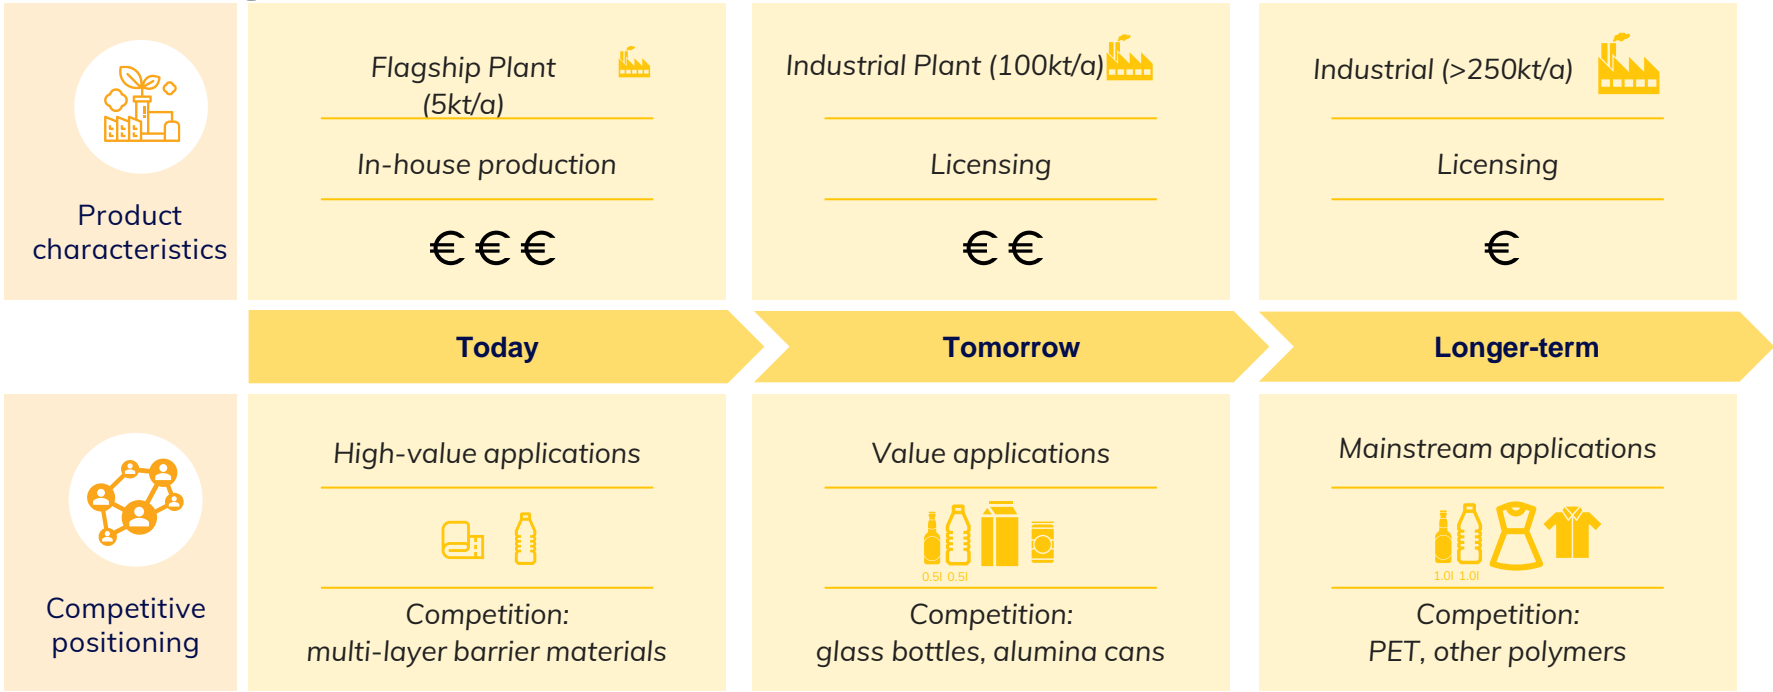 Product
characteristics
Flagship Plant
(5kt/a)
In-house production
€ € €
Industrial Plant (100kt/a)
Licensing
€ €
Industrial (>250kt/a)
Licensing
€
Today
Tomorrow
Longer-term
Competitive
positioning
High-value applications
Competition:
multi-layer barrier materials
Value applications
0.5l 0.5l
Competition:
glass bottles, alumina cans
Mainstream applications
1.0l 1.0l
Competition:
PET, other polymers